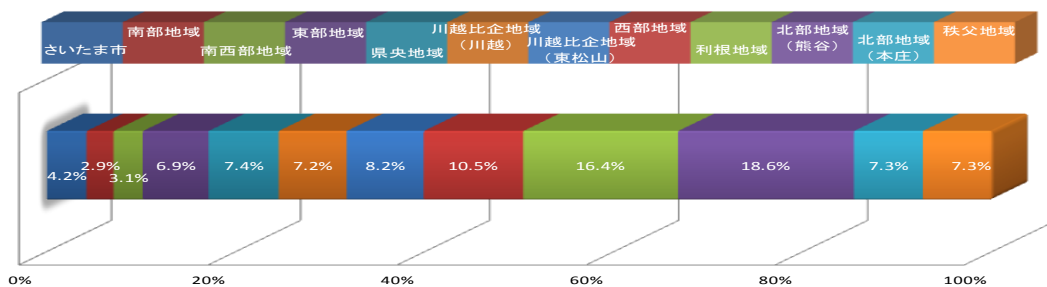 さいたま市
南部地域
南西部地域
東部地域
県央地域
川越比企地域
（川越）
川越比企地域
（東松山）
西部地域
利根地域
北部地域
（熊谷）
北部地域
（本庄）
秩父地域
4.2%
2.9%
3.1%
6.9%
7.4%
7.2%
8.2%
10.5%
16.4%
18.6%
7.3%
7.3%
0%
20%
40%
60%
80%
100%